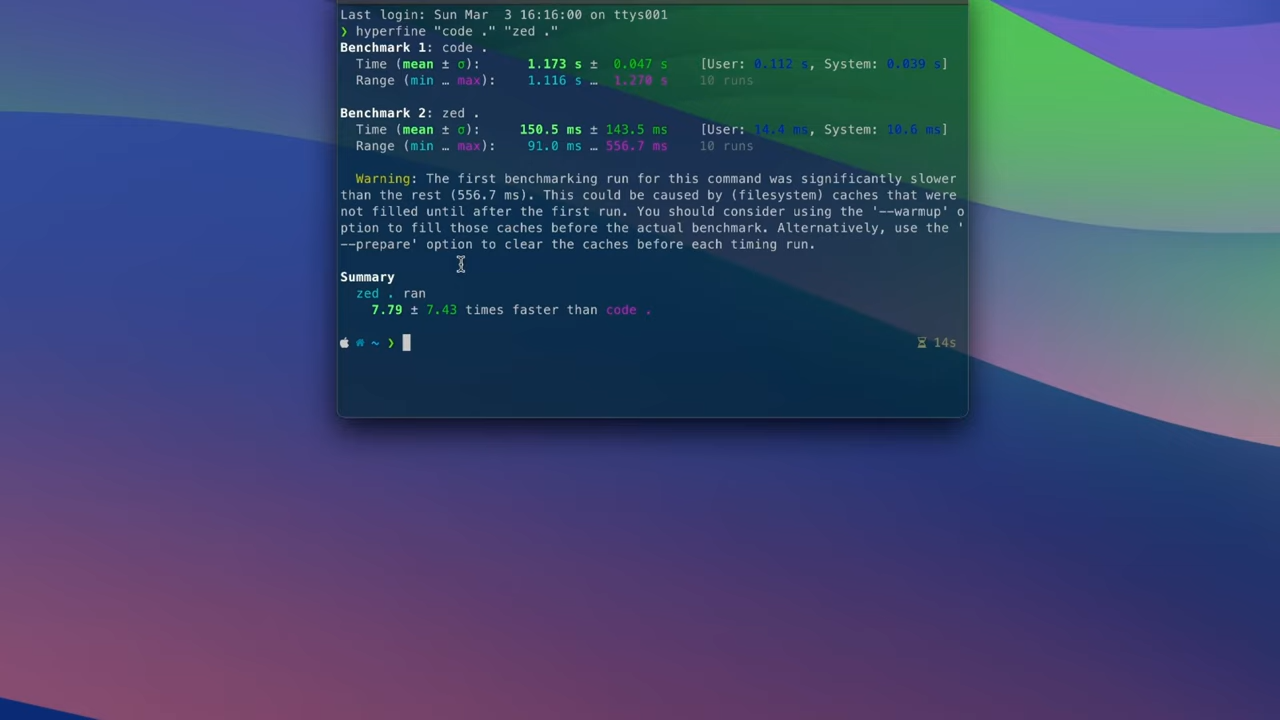 Last login: Sun Mar  3 16:16:00 on ttys001
❯ hyperfine "code ." "zed ."
Benchmark 1: code .
  Time (mean ± σ):      1.173 s ±  0.047 s    [User: 0.112 s, System: 0.039 s]
  Range (min … max):    1.116 s …  1.270 s    10 runs
Benchmark 2: zed .
  Time (mean ± σ):     150.5 ms ± 143.5 ms    [User: 14.4 ms, System: 10.6 ms]
  Range (min … max):    91.0 ms … 556.7 ms    10 runs
  Warning: The first benchmarking run for this command was significantly slower
than the rest (556.7 ms). This could be caused by (filesystem) caches that were
not filled until after the first run. You should consider using the '--warmup' o
ption to fill those caches before the actual benchmark. Alternatively, use the '
--prepare' option to clear the caches before each timing run.
Summary
  zed . ran
    7.79 ± 7.43 times faster than code .
~ ❯ 14s